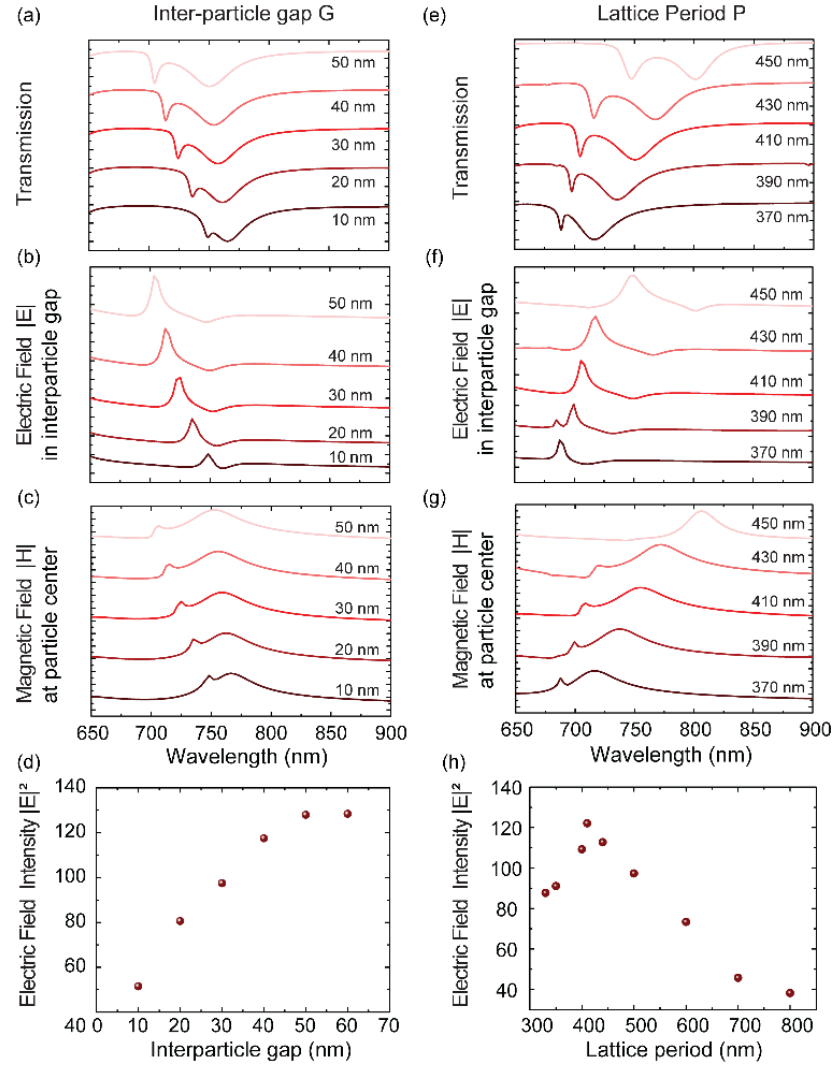 (a) Inter-particle gap G
Transmission
50 nm
40 nm
30 nm
20 nm
10 nm
(b)
Electric Field |E|
in interparticle gap
50 nm
40 nm
30 nm
20 nm
10 nm
(c)
Magnetic Field |H|
at particle center
50 nm
40 nm
30 nm
20 nm
10 nm
650 700 750 800 850 900
Wavelength (nm)
(d)
Electric Field Intensity |E|²
140
120
100
80
60
40
0 10 20 30 40 50 60 70
Interparticle gap (nm)
(e) Lattice Period P
Transmission
450 nm
430 nm
410 nm
390 nm
370 nm
(f)
Electric Field |E|
in interparticle gap
450 nm
430 nm
410 nm
390 nm
370 nm
(g)
Magnetic Field |H|
at particle center
450 nm
430 nm
410 nm
390 nm
370 nm
650 700 750 800 850 900
Wavelength (nm)
(h)
Electric Field Intensity |E|²
140
120
100
80
60
40
300 400 500 600 700 800
Lattice period (nm)